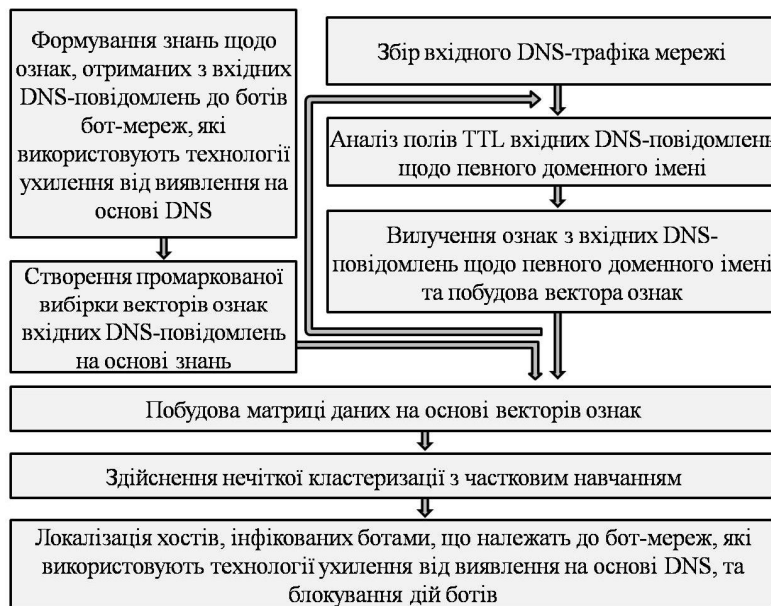 Формування знань щодо
ознак, отриманих з вхідних
DNS-повідомлень до ботів
бот-мереж, які
використовують технології
ухилення від виявлення на
основі DNS
Створення промаркованої
вибірки векторів ознак
вхідних DNS-повідомлень
на основі знань
Збір вхідного DNS-трафіка мережі
Аналіз полів TTL вхідних DNS-повідомлень
щодо певного доменного імені
Вилучення ознак з вхідних DNS-
повідомлень щодо певного доменного імені
та побудова вектора ознак
Побудова матриці даних на основі векторів ознак
Здійснення нечіткої кластеризації з частковим навчанням
Локалізація хостів, інфікованих ботами, що належать до бот-мереж, які
використовують технології ухилення від виявлення на основі DNS, та
блокування дій ботів